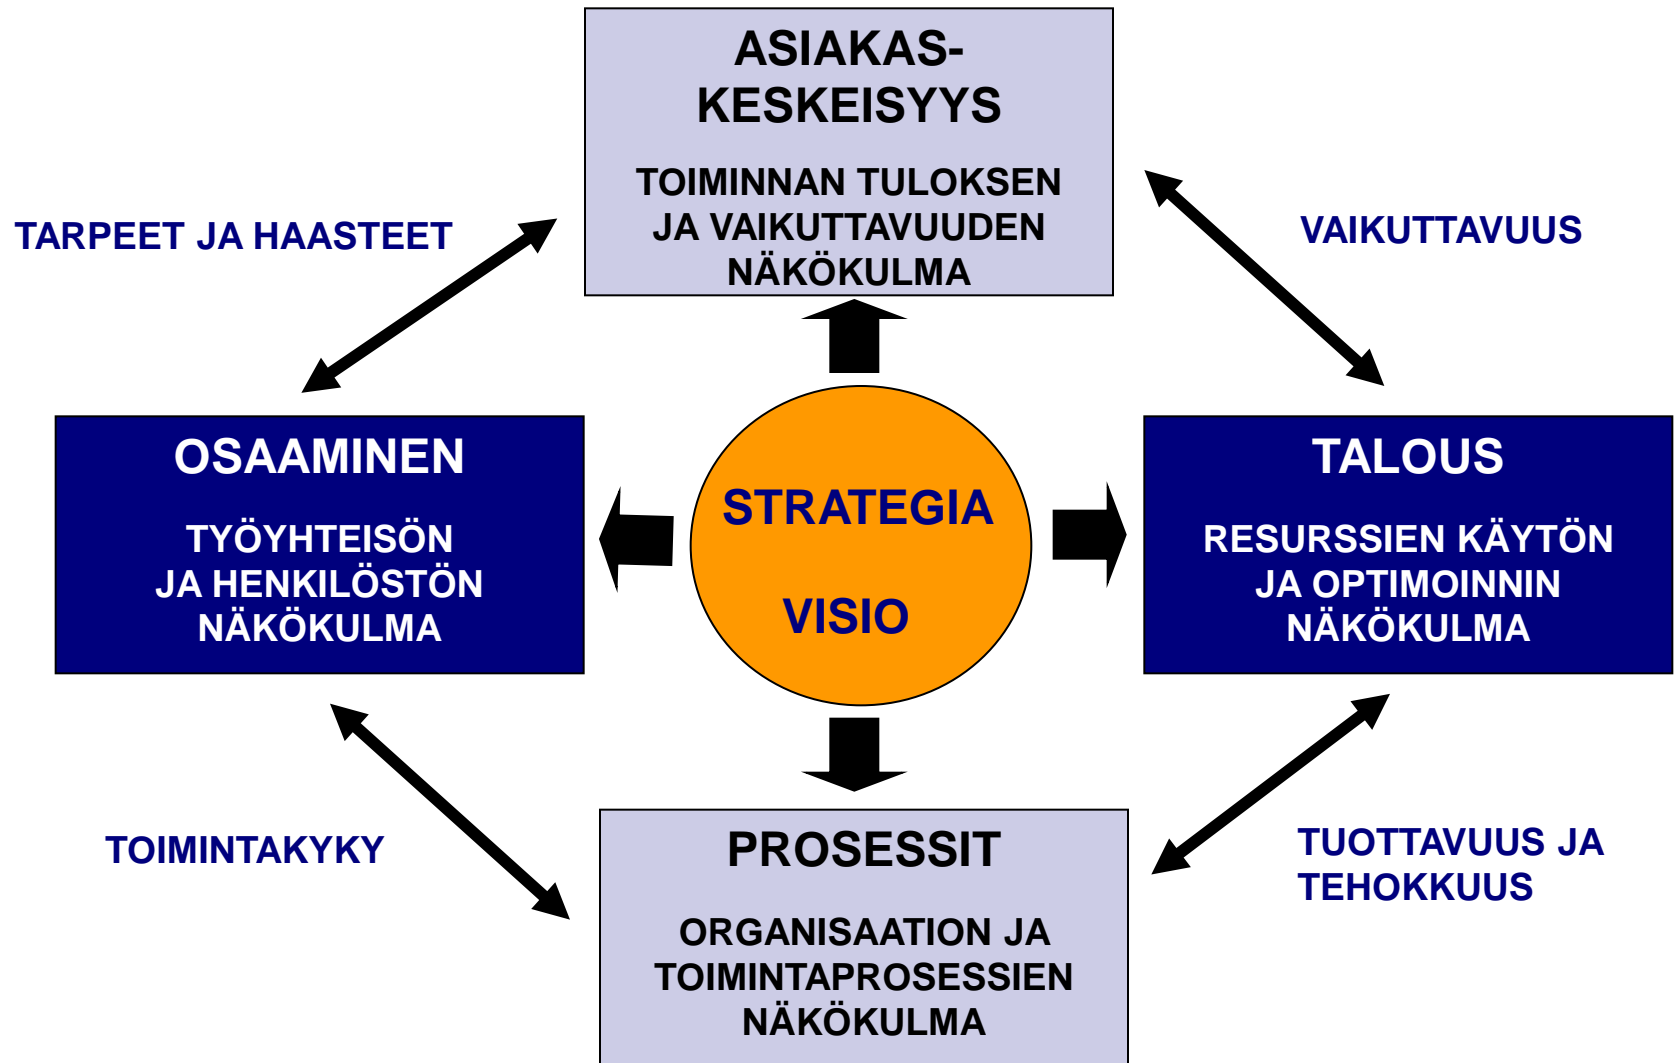 ASIAKAS-
KESKEISYYS
TOIMINNAN TULOKSEN
JA VAIKUTTAVUUDEN
NÄKÖKULMA
TARPEET JA HAASTEET
VAIKUTTAVUUS
OSAAMINEN
TYÖYHTEISÖN
JA HENKILÖSTÖN
NÄKÖKULMA
STRATEGIA
VISIO
TALOUS
RESURSSIEN KÄYTÖN
JA OPTIMOINNIN
NÄKÖKULMA
TOIMINTAKYKY
PROSESSIT
ORGANISAATION JA
TOIMINTAPROSESSIEN
NÄKÖKULMA
TUOTTAVUUS JA
TEHOKKUUS